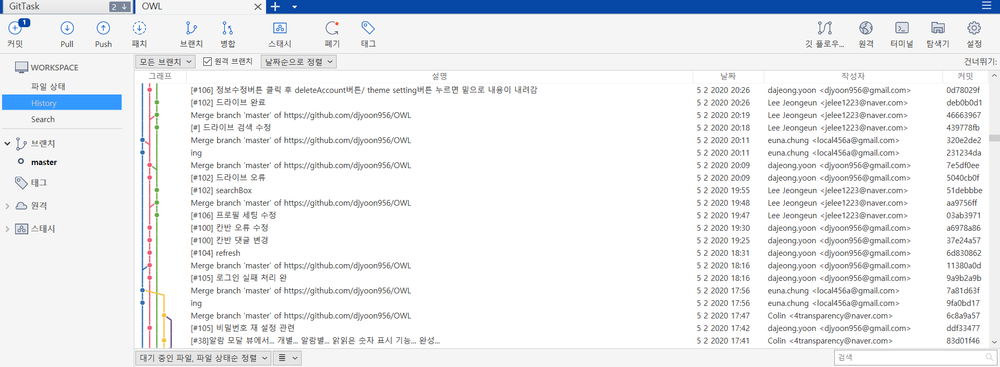 GitTask 2 OWL
1
커밋 Pull Push 패치 브랜치 병합 스태시 폐기 태그 깃 플로우... 원격 터미널 탐색기 설정
WORKSPACE
파일 상태
History
Search
브랜치
master
태그
원격
스태시
모든 브랜치 원격 브랜치 날짜순으로 정렬 건너뛰기:
그래프 설명 날짜 작성자 커밋
[#106] 정보수정버튼 클릭 후 deleteAccount버튼/ theme setting버튼 누르면 밑으로 내용이 내려감 5 2 2020 20:26 dajeong.yoon <djyoon956@gmail.com> 0d78029f
[#102] 드라이브 완료 5 2 2020 20:26 Lee Jeongeun <jelee1223@naver.com> deb0b0d1
Merge branch 'master' of https://github.com/djyoon956/OWL 5 2 2020 20:19 Lee Jeongeun <jelee1223@naver.com> 46663967
[#] 드라이브 검색 수정 5 2 2020 20:18 Lee Jeongeun <jelee1223@naver.com> 439778fb
Merge branch 'master' of https://github.com/djyoon956/OWL 5 2 2020 20:11 euna.chung <local456a@gmail.com> 320e2de2
ing 5 2 2020 20:11 euna.chung <local456a@gmail.com> 231234da
Merge branch 'master' of https://github.com/djyoon956/OWL 5 2 2020 20:09 dajeong.yoon <djyoon956@gmail.com> 7e5df0ee
[#102] 드라이브 오류 5 2 2020 20:09 dajeong.yoon <djyoon956@gmail.com> 5040cb0f
[#102] searchBox 5 2 2020 19:55 Lee Jeongeun <jelee1223@naver.com> 51debbbe
Merge branch 'master' of https://github.com/djyoon956/OWL 5 2 2020 19:48 Lee Jeongeun <jelee1223@naver.com> aa9756ff
[#106] 프로필 세팅 수정 5 2 2020 19:47 Lee Jeongeun <jelee1223@naver.com> 03ab3971
[#100] 칸반 오류 수정 5 2 2020 19:30 dajeong.yoon <djyoon956@gmail.com> a6978a86
[#100] 칸반 댓글 변경 5 2 2020 19:25 dajeong.yoon <djyoon956@gmail.com> 37e24a57
[#104] refresh 5 2 2020 18:31 dajeong.yoon <djyoon956@gmail.com> 6d830862
Merge branch 'master' of https://github.com/djyoon956/OWL 5 2 2020 18:16 dajeong.yoon <djyoon956@gmail.com> 11380a0d
[#105] 로그인 실패 처리 완 5 2 2020 18:16 dajeong.yoon <djyoon956@gmail.com> 9a9b2a9b
Merge branch 'master' of https://github.com/djyoon956/OWL 5 2 2020 17:56 euna.chung <local456a@gmail.com> 7a81d63f
ing 5 2 2020 17:56 euna.chung <local456a@gmail.com> 9fa0bd17
Merge branch 'master' of https://github.com/djyoon956/OWL 5 2 2020 17:47 Colin <4transparency@naver.com> 6c8a9a57
[#105] 비밀번호 재 설정 관련 5 2 2020 17:42 dajeong.yoon <djyoon956@gmail.com> ddf33477
[#38]알람 모달 뷰에서... 개별... 알람별... 앍읽은 숫자 표시 기능... 완성... 5 2 2020 17:41 Colin <4transparency@naver.com> 83d01f46
대기 중인 파일, 파일 상태순 정렬 검색